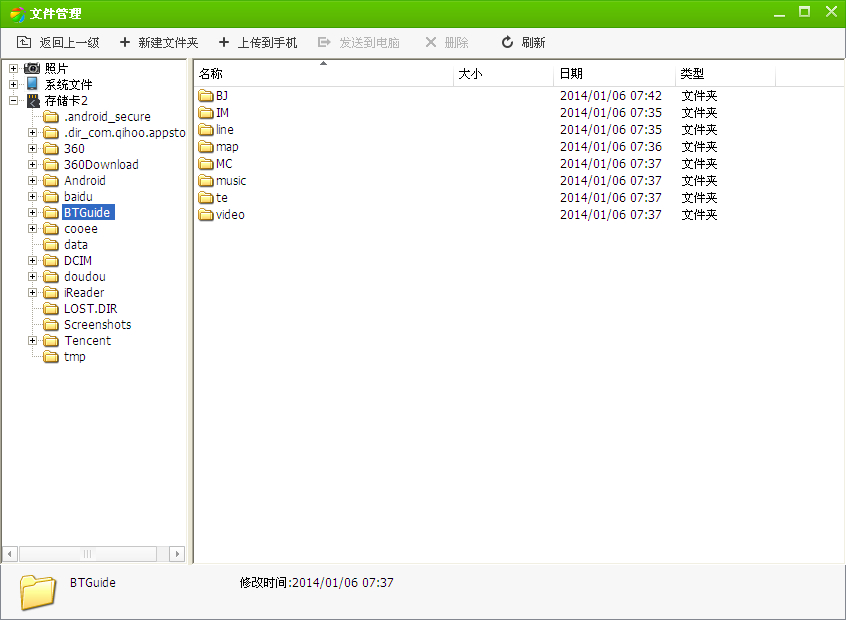 文件管理
返回上一级 新建文件夹 上传到手机 发送到电脑 删除 刷新
照片
系统文件
存储卡2
.android_secure
.dir_com.qihoo.appsto
360
360Download
Android
baidu
BTGuide
cooee
data
DCIM
doudou
iReader
LOST.DIR
Screenshots
Tencent
tmp
名称 大小 日期 类型
BJ 2014/01/06 07:42 文件夹
IM 2014/01/06 07:35 文件夹
line 2014/01/06 07:35 文件夹
map 2014/01/06 07:36 文件夹
MC 2014/01/06 07:37 文件夹
music 2014/01/06 07:37 文件夹
te 2014/01/06 07:37 文件夹
video 2014/01/06 07:37 文件夹
BTGuide 修改时间:2014/01/06 07:37